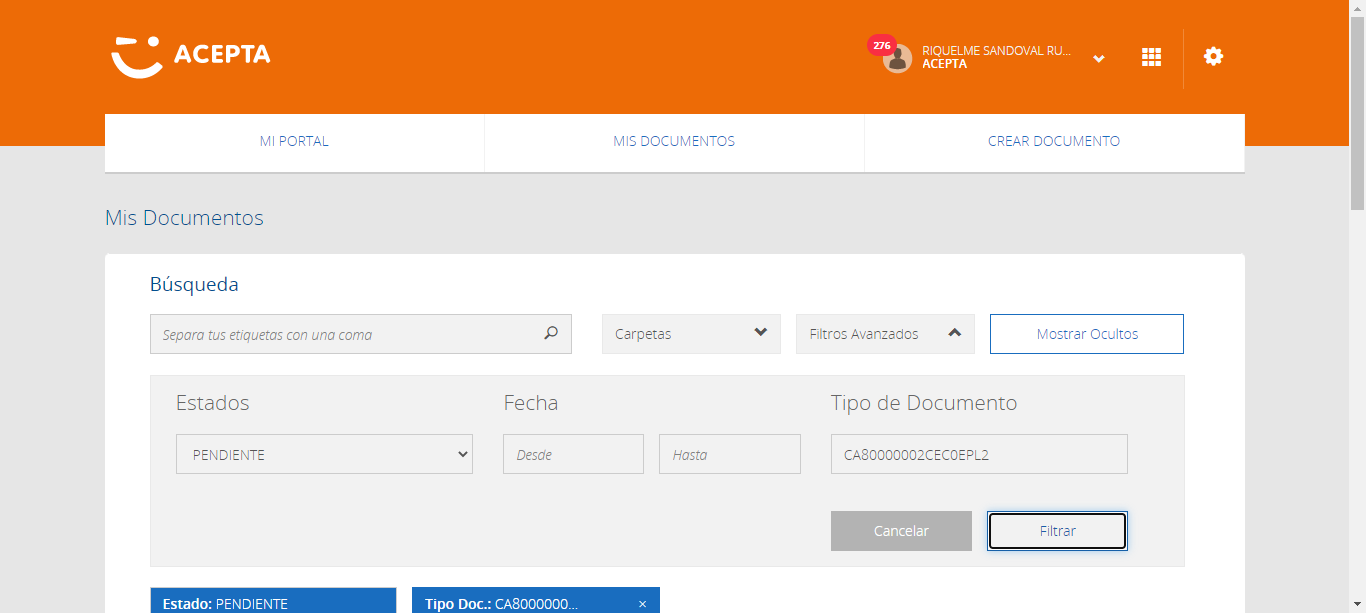 ACEPTA
276
RIQUELME SANDOVAL RU...
ACEPTA
MI PORTAL
MIS DOCUMENTOS
CREAR DOCUMENTO
Mis Documentos
Búsqueda
Separa tus etiquetas con una coma
Carpetas
Filtros Avanzados
Mostrar Ocultos
Estados
Fecha
Tipo de Documento
PENDIENTE
Desde
Hasta
CA80000002CEC0EPL2
Cancelar
Filtrar
Estado: PENDIENTE
Tipo Doc.: CA8000000... ×